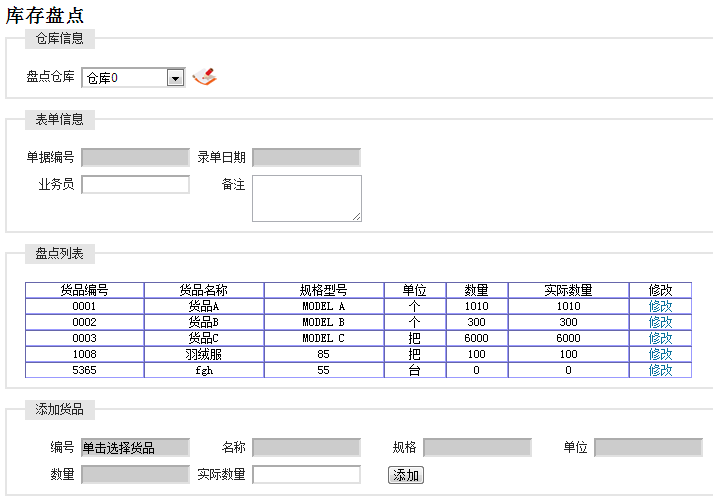 库存盘点
仓库信息
盘点仓库 仓库0
表单信息
单据编号 录单日期
业务员 备注
盘点列表
货品编号 货品名称 规格型号 单位 数量 实际数量 修改
0001 货品A MODEL A 个 1010 1010 修改
0002 货品B MODEL B 个 300 300 修改
0003 货品C MODEL C 把 6000 6000 修改
1008 羽绒服 85 把 100 100 修改
5365 fgh 55 台 0 0 修改
添加货品
编号 单击选择货品 名称 规格 单位
数量 实际数量 添加